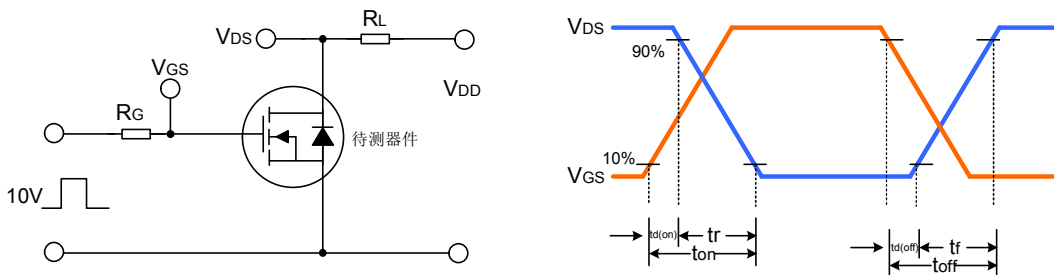 VDS
RL
VGS
VDD
RG
待测器件
10V
VDS
90%
10%
VGS
td(on)
tr
ton
td(off)
tf
toff